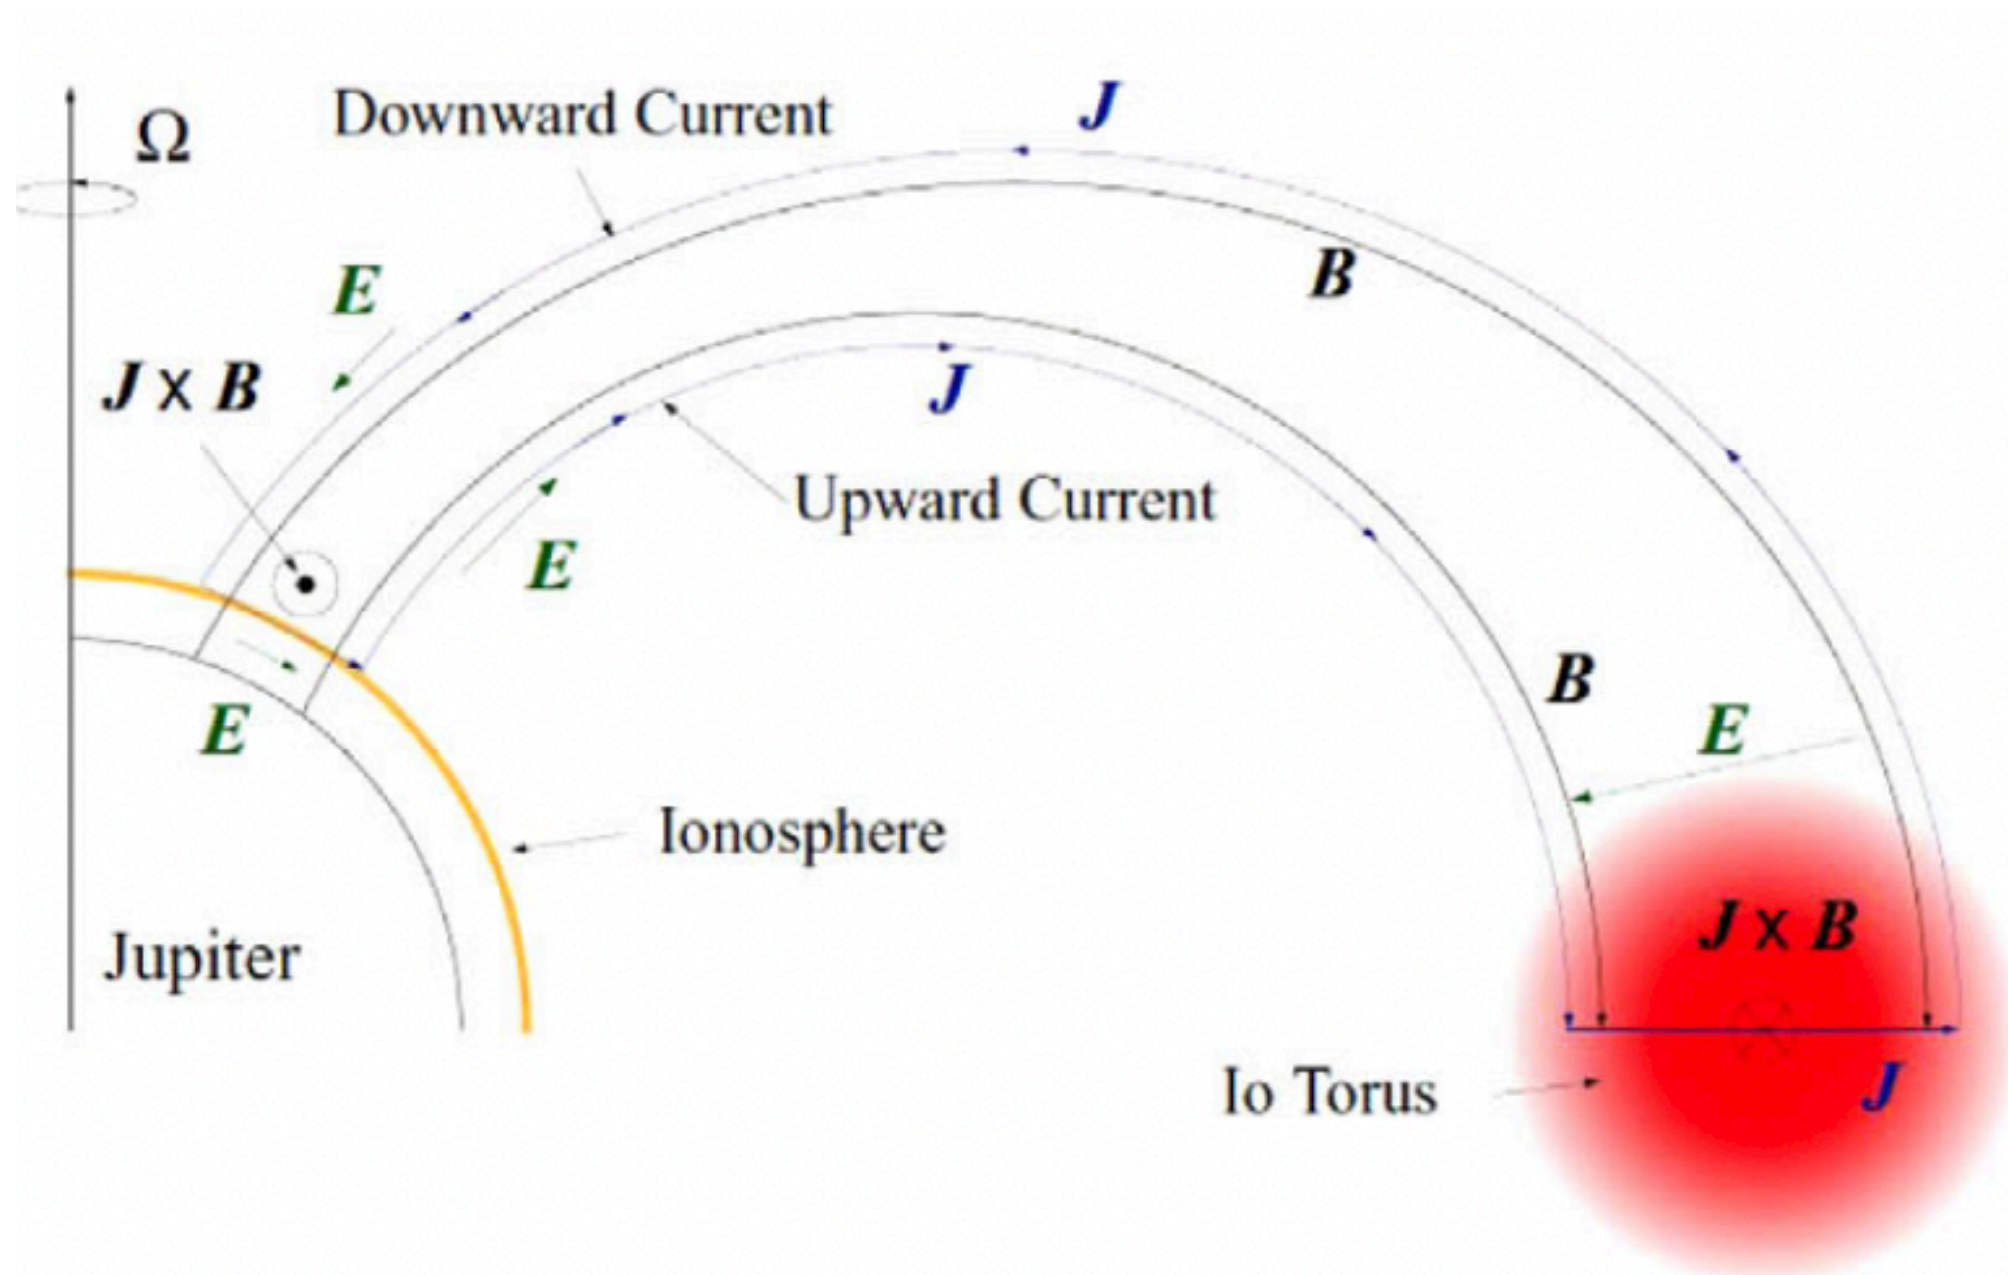 Ω
Downward Current
J
E
B
J X B
J
Upward Current
E
B
E
E
Ionosphere
J X B
Jupiter
Io Torus
J